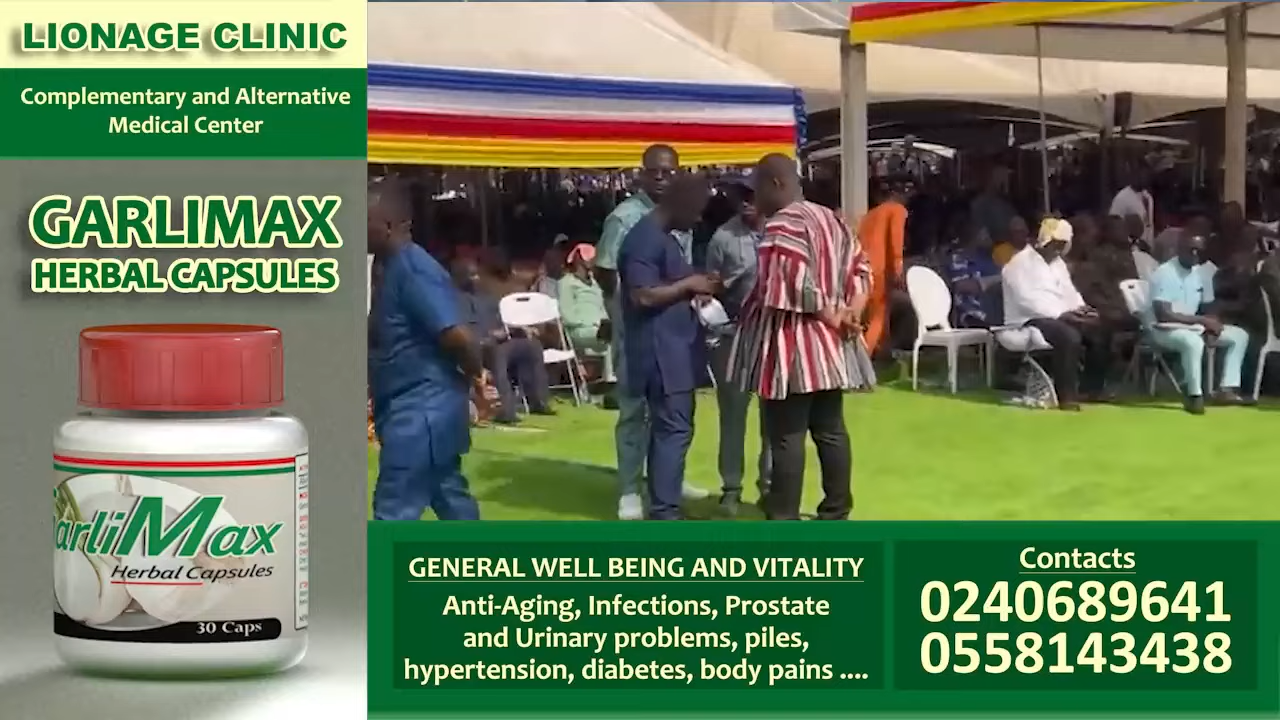 LIONAGE CLINIC
Complementary and Alternative
Medical Center
GARLIMAX
HERBAL CAPSULES
arliMax
Herbal Capsules
30 Caps
GENERAL WELL BEING AND VITALITY
Anti-Aging, Infections, Prostate
and Urinary problems, piles,
hypertension, diabetes, body pains ....
Contacts
0240689641
0558143438